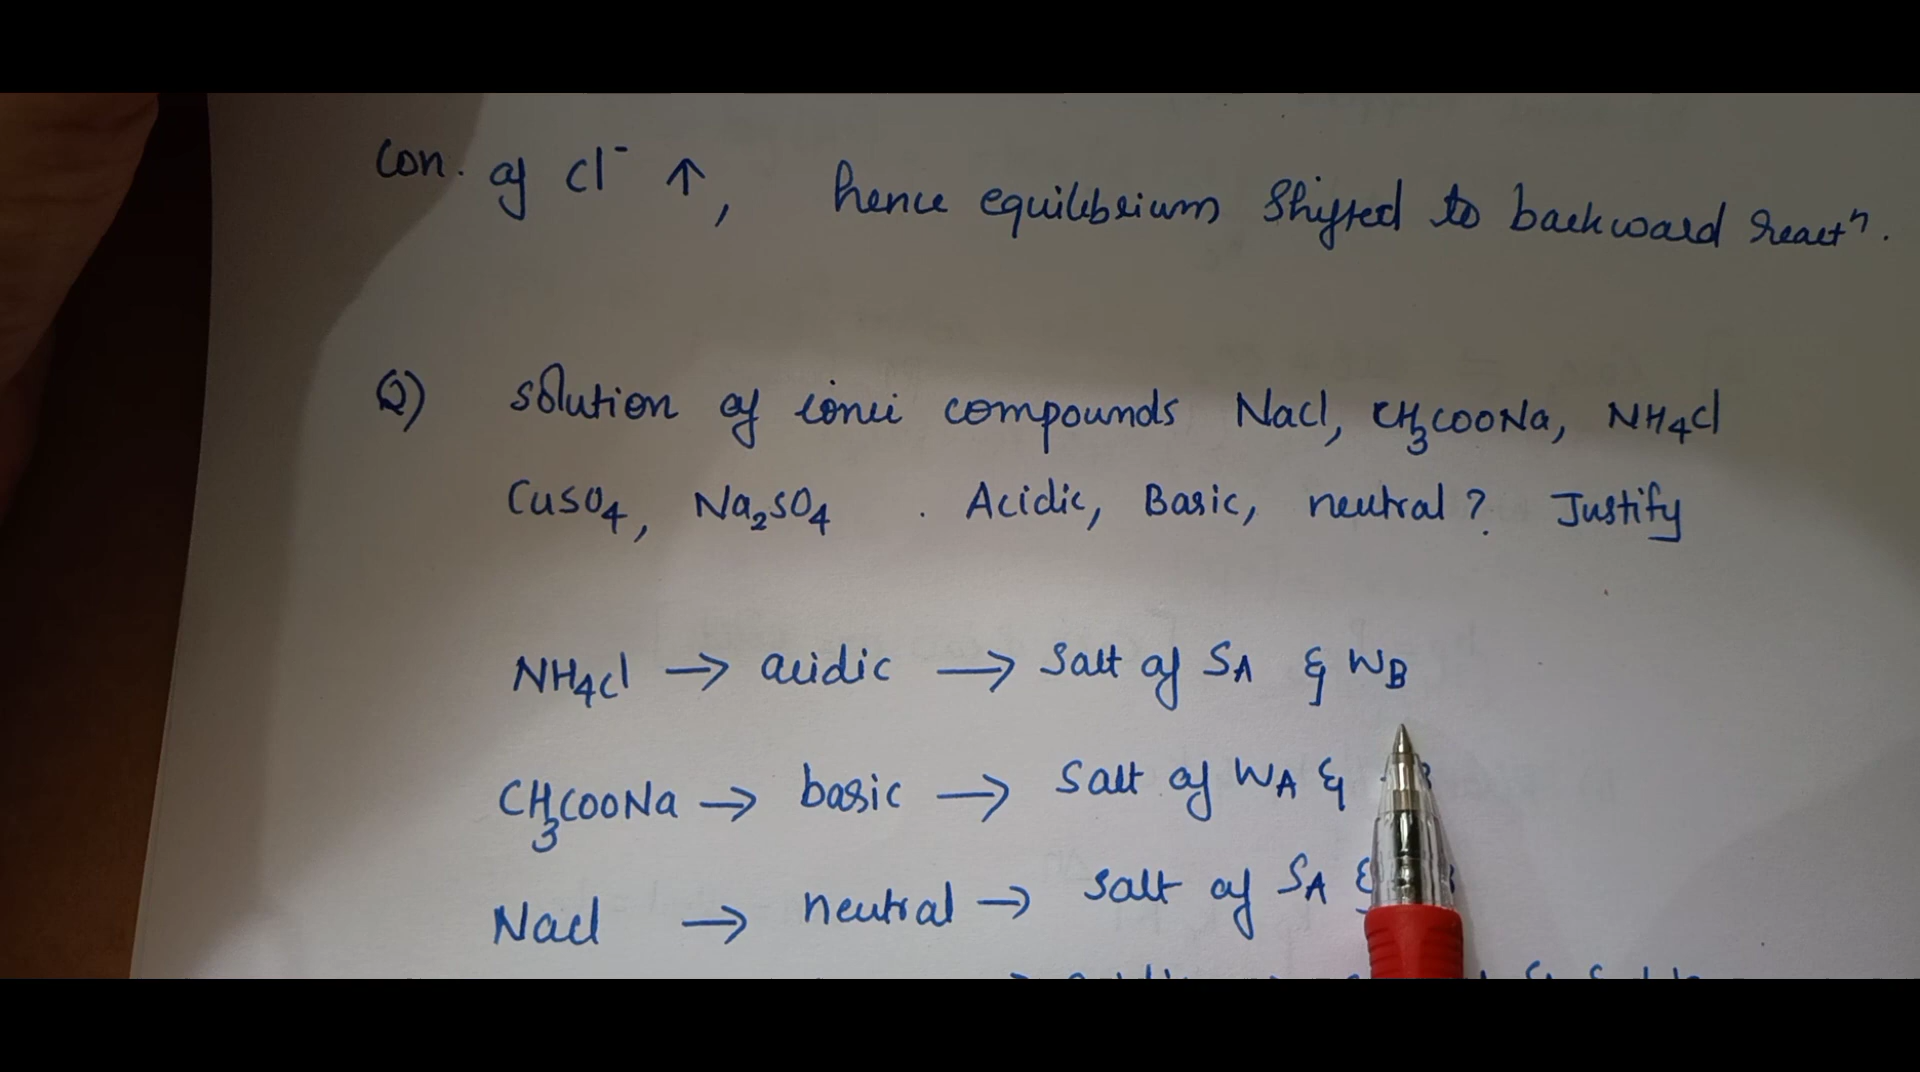 Con. of Cl⁻ ↑, hence equilibrium shifted to backward reactⁿ.
Q) solution of ionic compounds NaCl, CH₃COONa, NH₄Cl
CuSO₄, Na₂SO₄ . Acidic, Basic, neutral? Justify
NH₄Cl → acidic → Salt of SA & WB
CH₃COONa → basic → Salt of WA &
NaCl → neutral → Salt of SA &